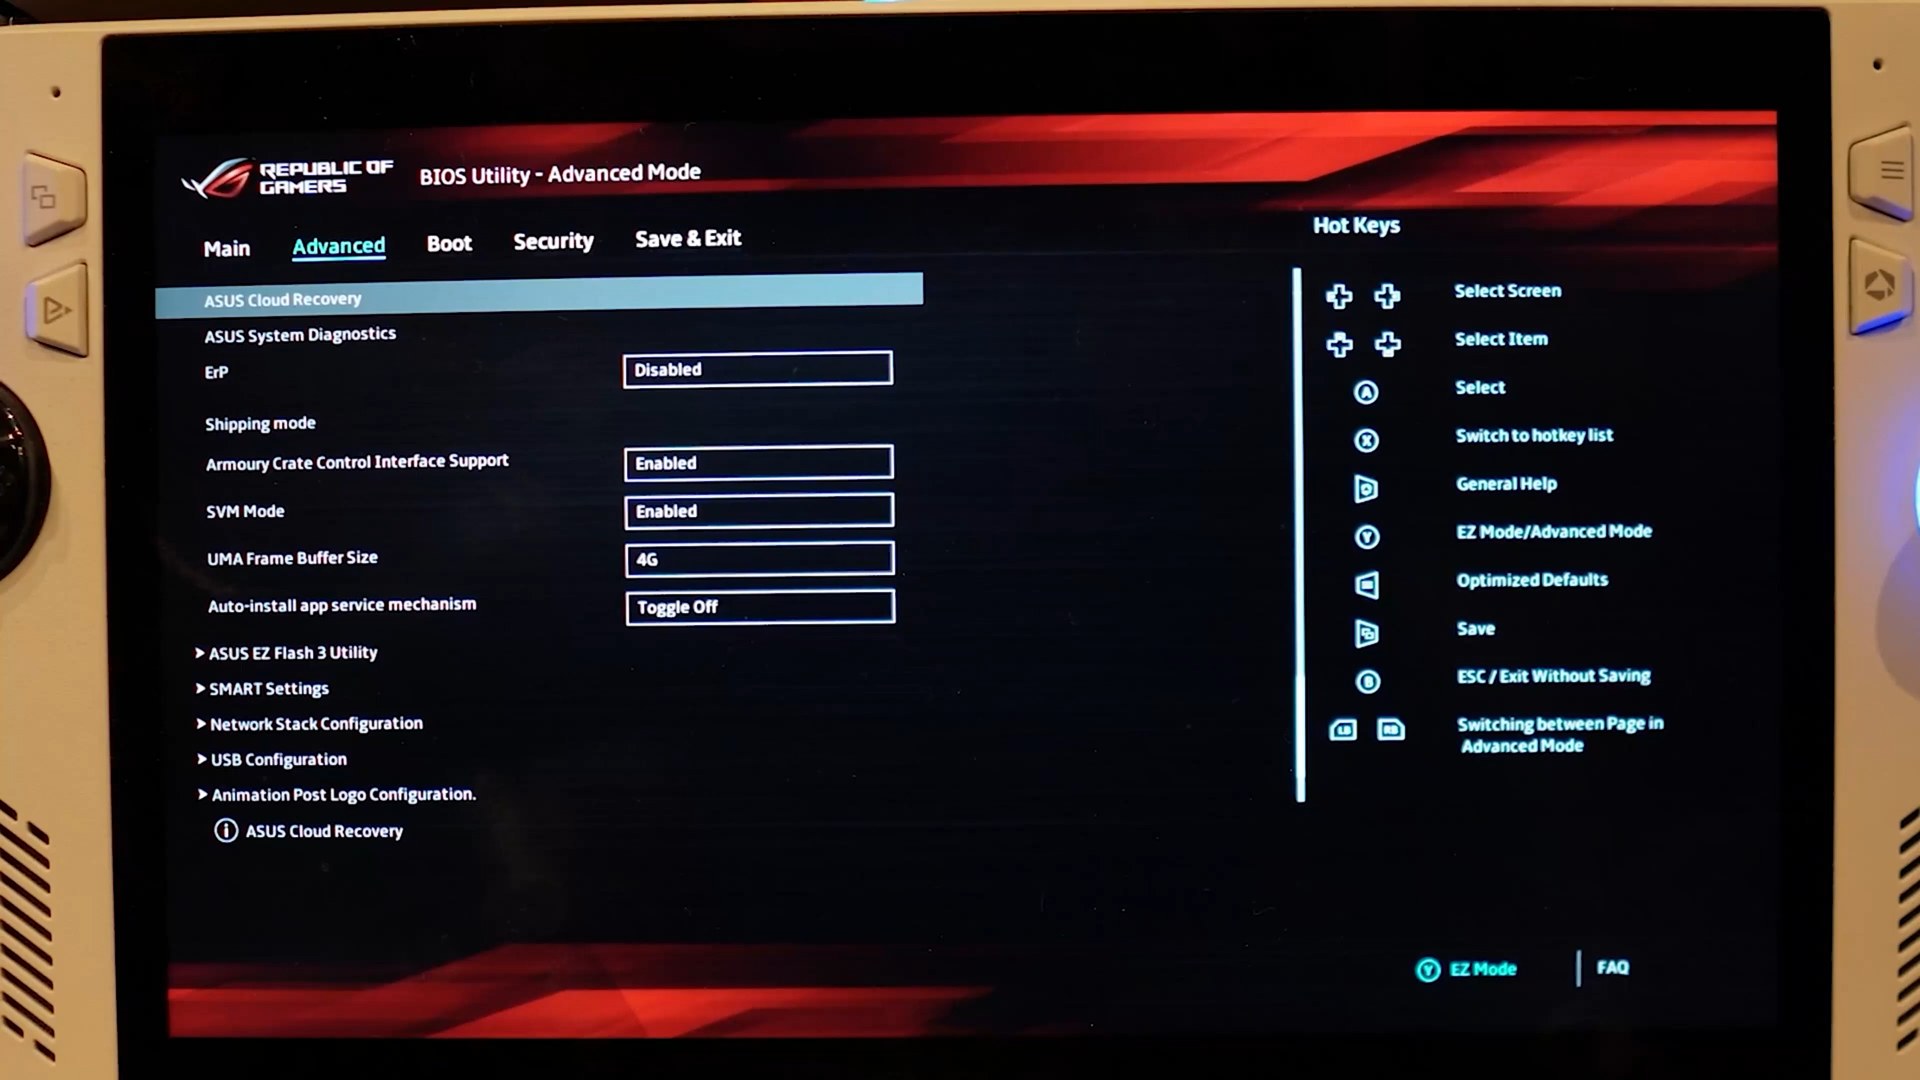 REPUBLIC OF
GAMERS
BIOS Utility - Advanced Mode
Main
Advanced
Boot
Security
Save & Exit
ASUS Cloud Recovery
ASUS System Diagnostics
ErP
Disabled
Shipping mode
Armoury Crate Control Interface Support
Enabled
SVM Mode
Enabled
UMA Frame Buffer Size
4G
Auto-install app service mechanism
Toggle Off
> ASUS EZ Flash 3 Utility
> SMART Settings
> Network Stack Configuration
> USB Configuration
> Animation Post Logo Configuration.
i ASUS Cloud Recovery
Hot Keys
Select Screen
Select Item
A Select
X Switch to hotkey list
General Help
Y EZ Mode/Advanced Mode
Optimized Defaults
Save
B ESC / Exit Without Saving
LB RB Switching between Page in
Advanced Mode
Y EZ Mode
FAQ